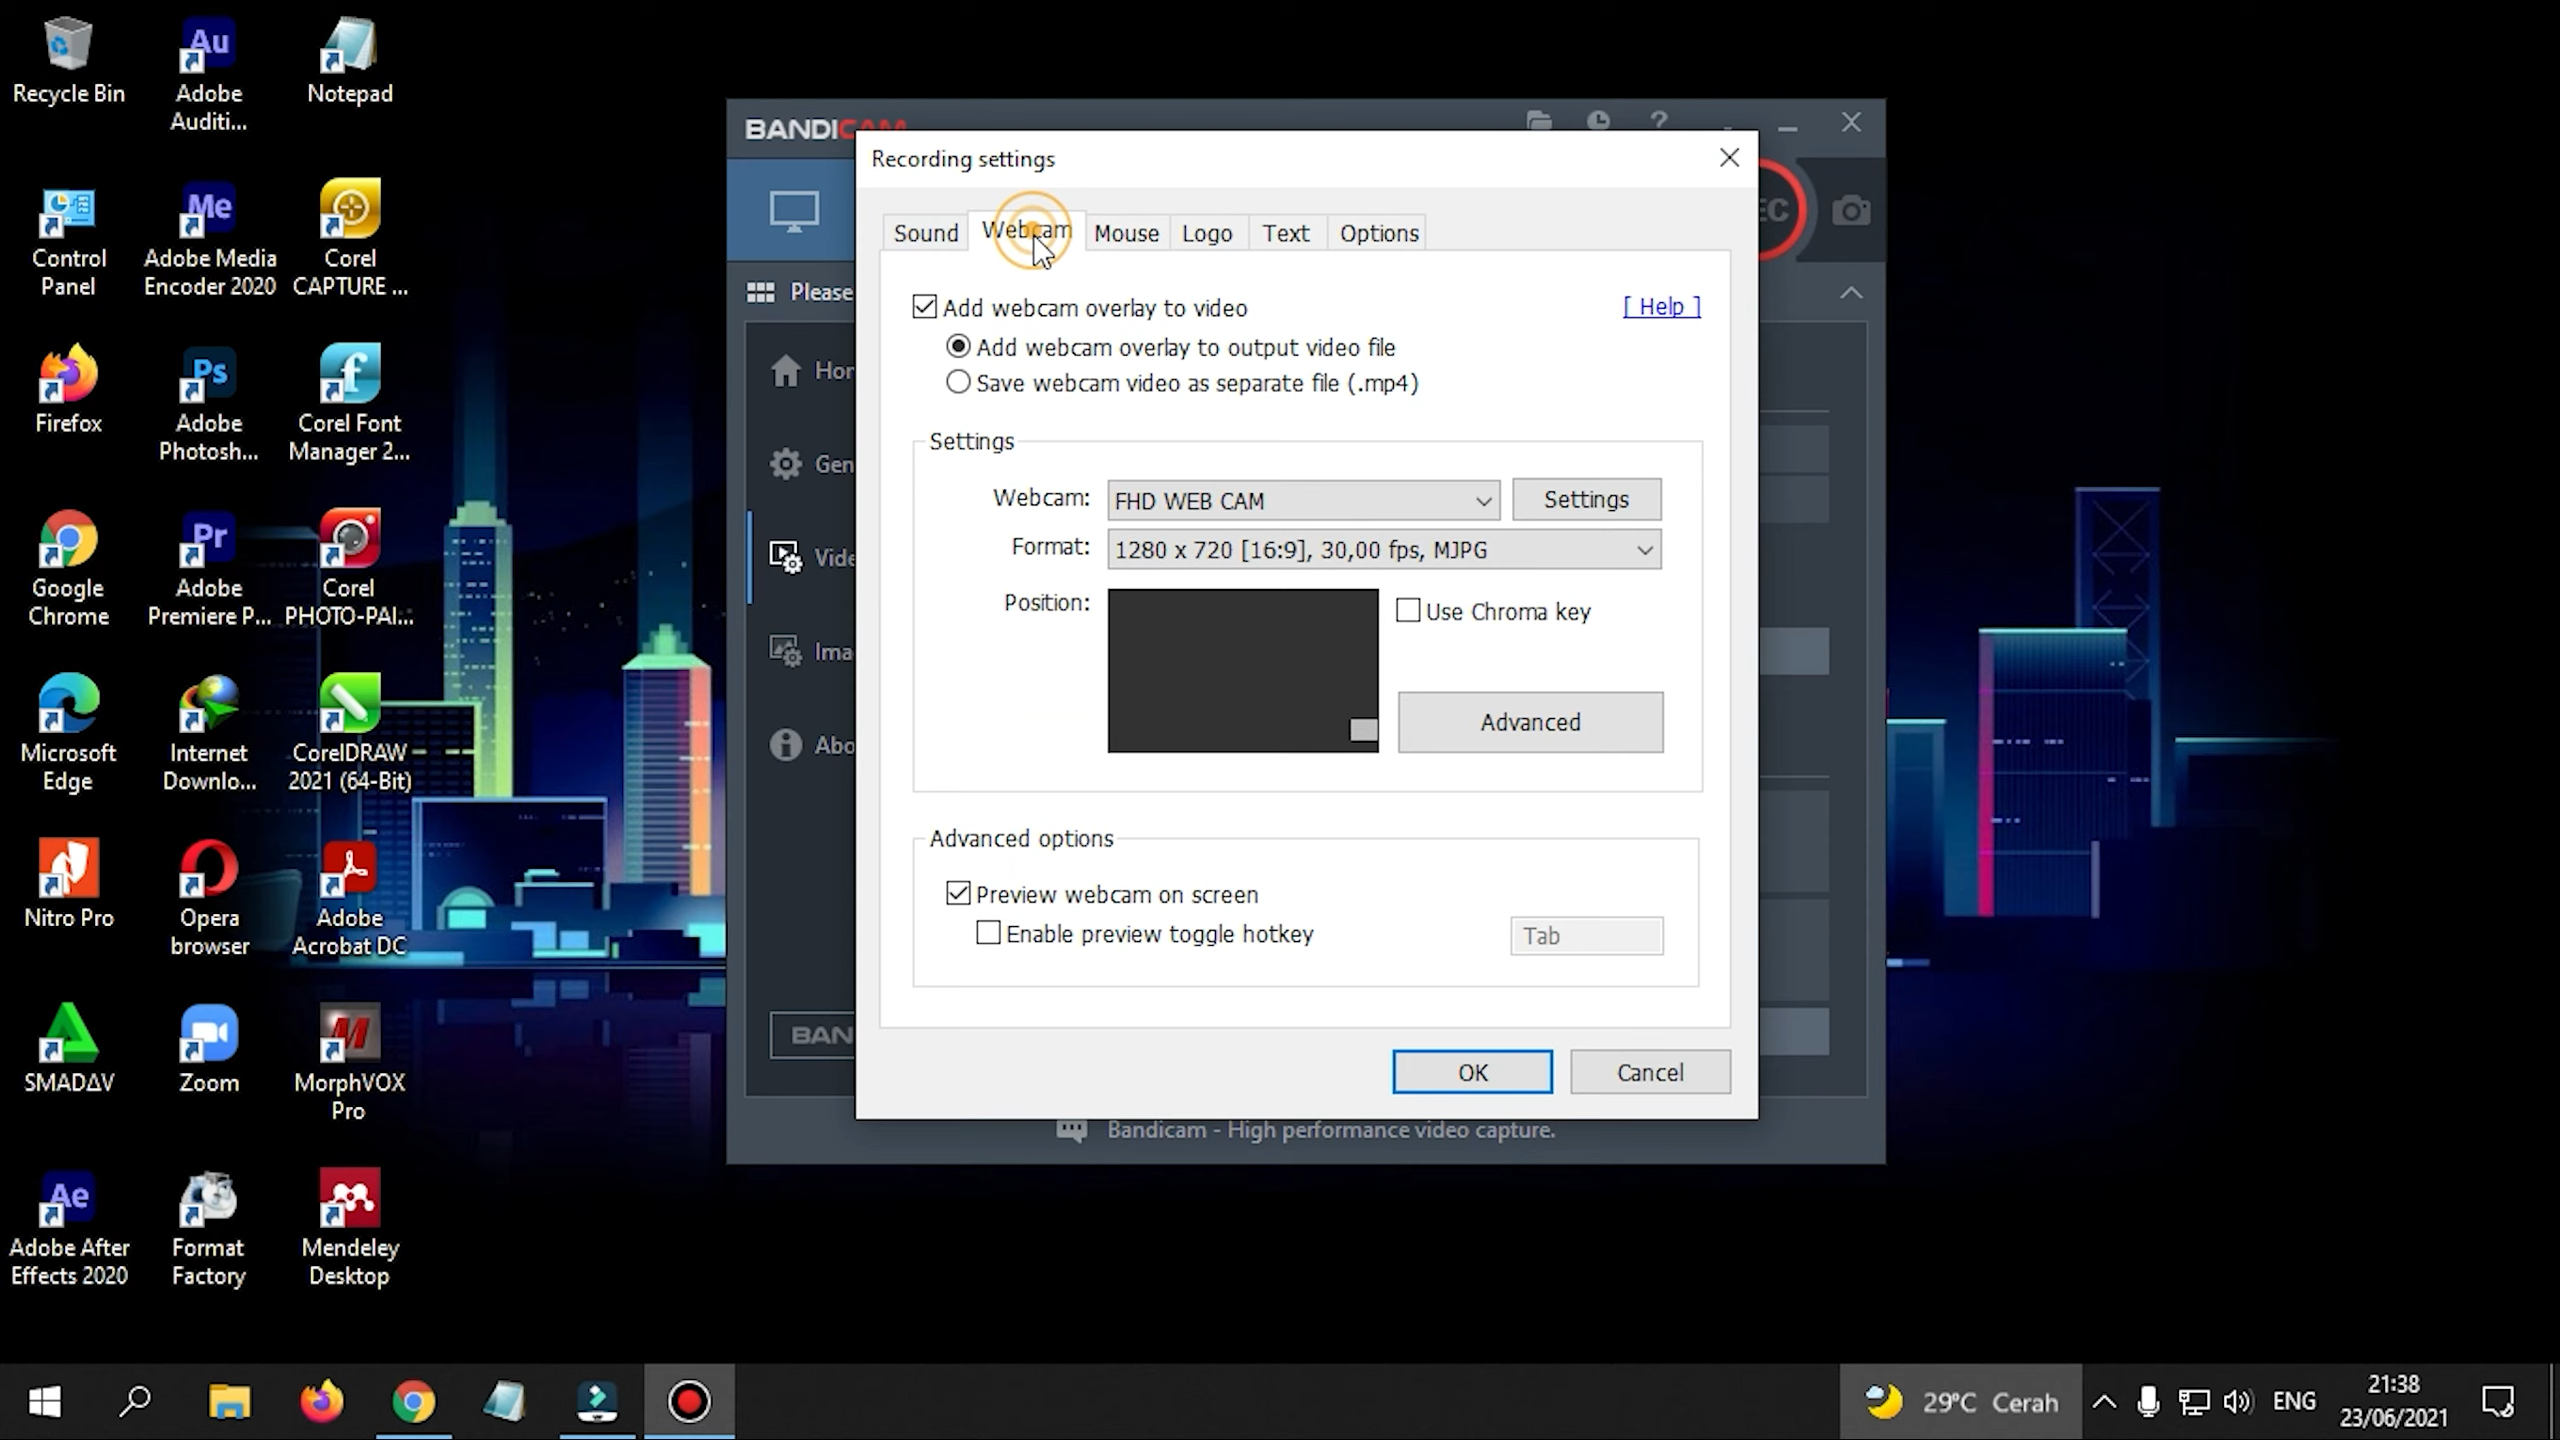 Recycle Bin
Adobe
Auditi...
Notepad
Control
Panel
Adobe Media
Encoder 2020
Corel
CAPTURE ...
Firefox
Adobe
Photosh...
Corel Font
Manager 2...
Google
Chrome
Adobe
Premiere P...
Corel
PHOTO-PAI...
Microsoft
Edge
Internet
Downlo...
CorelDRAW
2021 (64-Bit)
Nitro Pro
Opera
browser
Adobe
Acrobat DC
SMADΔV
Zoom
MorphVOX
Pro
Adobe After
Effects 2020
Format
Factory
Mendeley
Desktop
Au
Me
Ps
Pr
Ae
BANDICAM
Please
Hor
Gen
Vide
Ima
Abo
BAN
EC
Recording settings
Sound
Webcam
Mouse
Logo
Text
Options
Add webcam overlay to video
[ Help ]
Add webcam overlay to output video file
Save webcam video as separate file (.mp4)
Settings
Webcam:
FHD WEB CAM
Settings
Format:
1280 x 720 [16:9], 30,00 fps, MJPG
Position:
Use Chroma key
Advanced
Advanced options
Preview webcam on screen
Enable preview toggle hotkey
Tab
OK
Cancel
Bandicam - High performance video capture.
29°C Cerah
ENG
21:38
23/06/2021